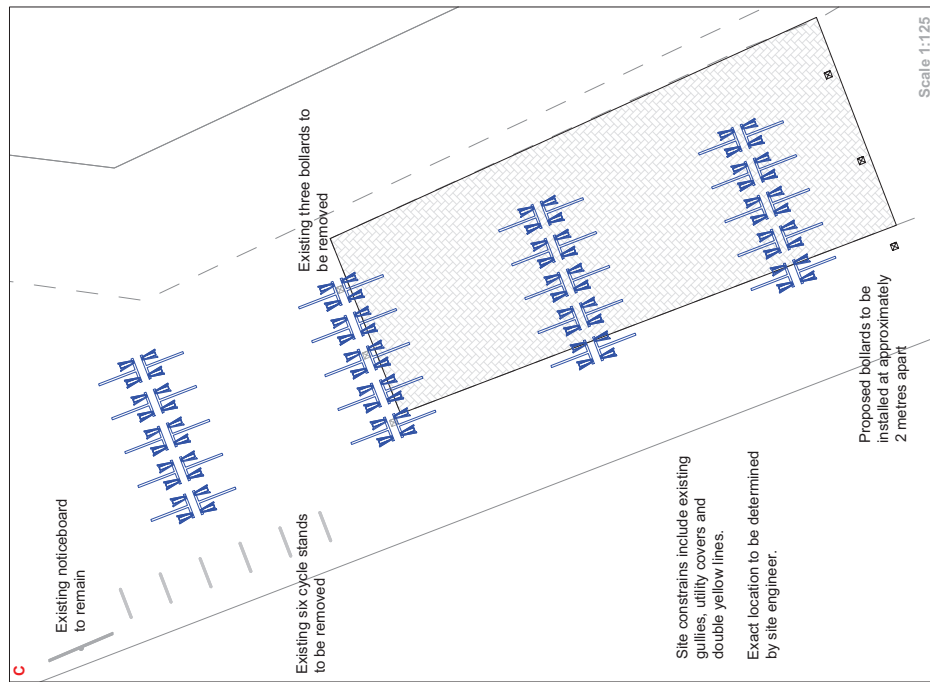 C
Existing noticeboard
to remain
Existing six cycle stands
to be removed
Existing three bollards to
be removed
Site constrains include existing
gullies, utility covers and
double yellow lines.
Exact location to be determined
by site engineer.
Proposed bollards to be
installed at approximately
2 metres apart
Scale 1:125